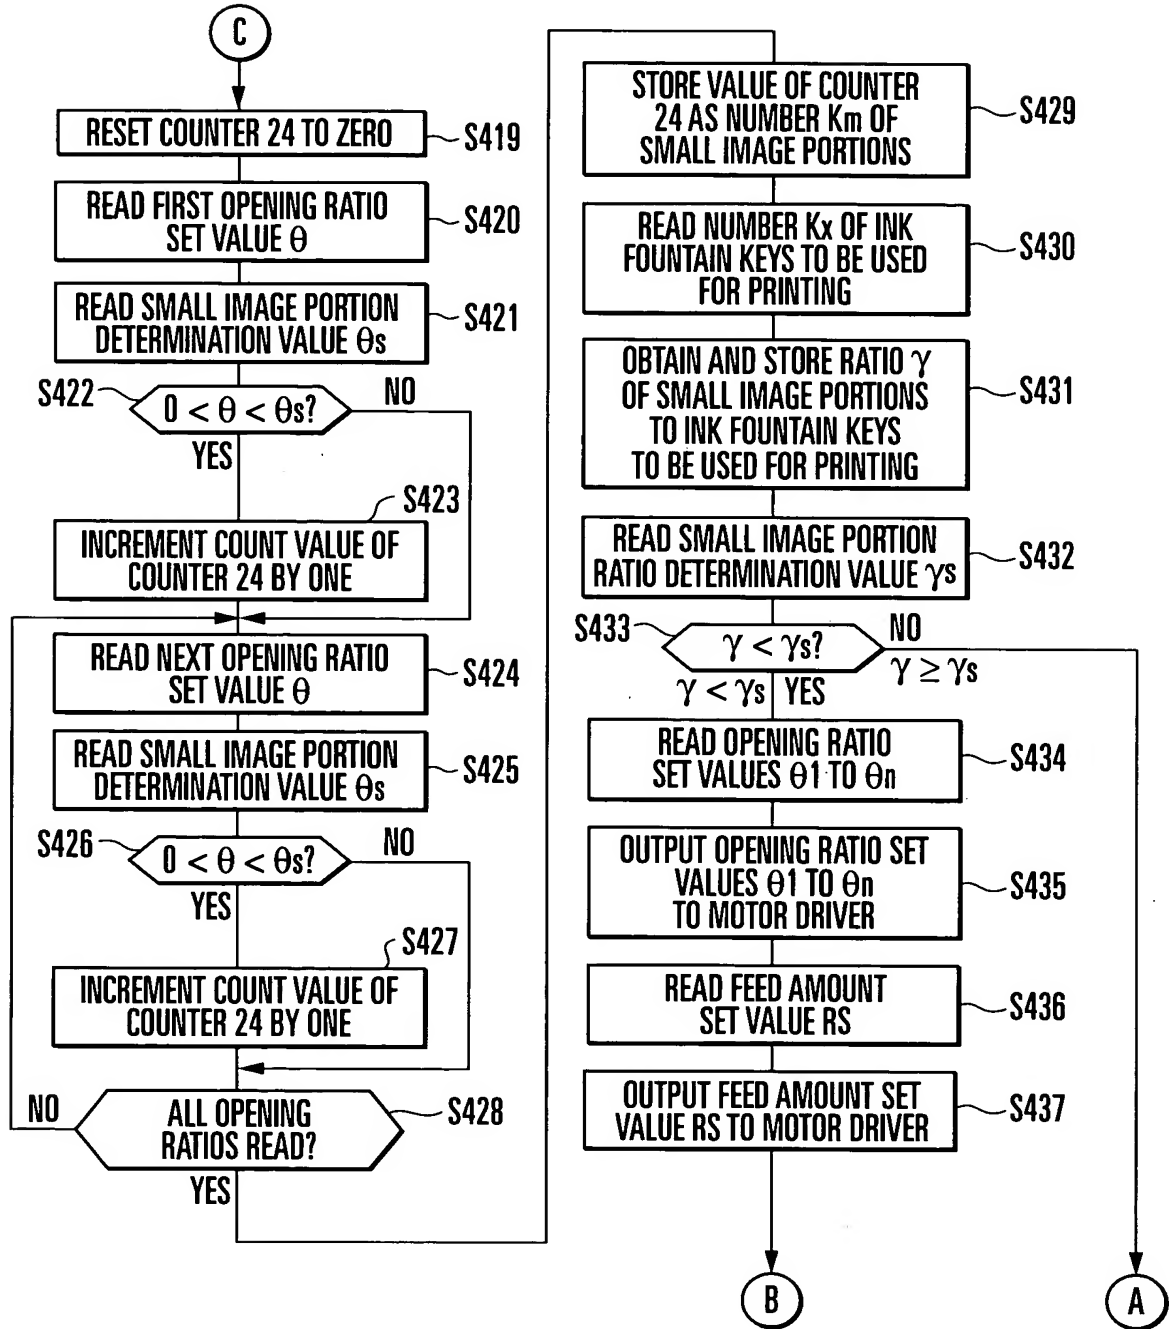 C
RESET COUNTER 24 TO ZERO
S419
READ FIRST OPENING RATIO
SET VALUE θ
S420
READ SMALL IMAGE PORTION
DETERMINATION VALUE θs
S421
S422
0 < θ < θs?
NO
YES
S423
INCREMENT COUNT VALUE OF
COUNTER 24 BY ONE
READ NEXT OPENING RATIO
SET VALUE θ
S424
READ SMALL IMAGE PORTION
DETERMINATION VALUE θs
S425
S426
0 < θ < θs?
NO
YES
S427
INCREMENT COUNT VALUE OF
COUNTER 24 BY ONE
NO
ALL OPENING
RATIOS READ?
S428
YES
STORE VALUE OF COUNTER
24 AS NUMBER Km OF
SMALL IMAGE PORTIONS
S429
READ NUMBER Kx OF INK
FOUNTAIN KEYS TO BE USED
FOR PRINTING
S430
OBTAIN AND STORE RATIO γ
OF SMALL IMAGE PORTIONS
TO INK FOUNTAIN KEYS
TO BE USED FOR PRINTING
S431
READ SMALL IMAGE PORTION
RATIO DETERMINATION VALUE γs
S432
S433
γ < γs?
NO
γ ≥ γs
γ < γs YES
READ OPENING RATIO
SET VALUES θ1 TO θn
S434
OUTPUT OPENING RATIO SET
VALUES θ1 TO θn
TO MOTOR DRIVER
S435
READ FEED AMOUNT
SET VALUE RS
S436
OUTPUT FEED AMOUNT SET
VALUE RS TO MOTOR DRIVER
S437
B
A